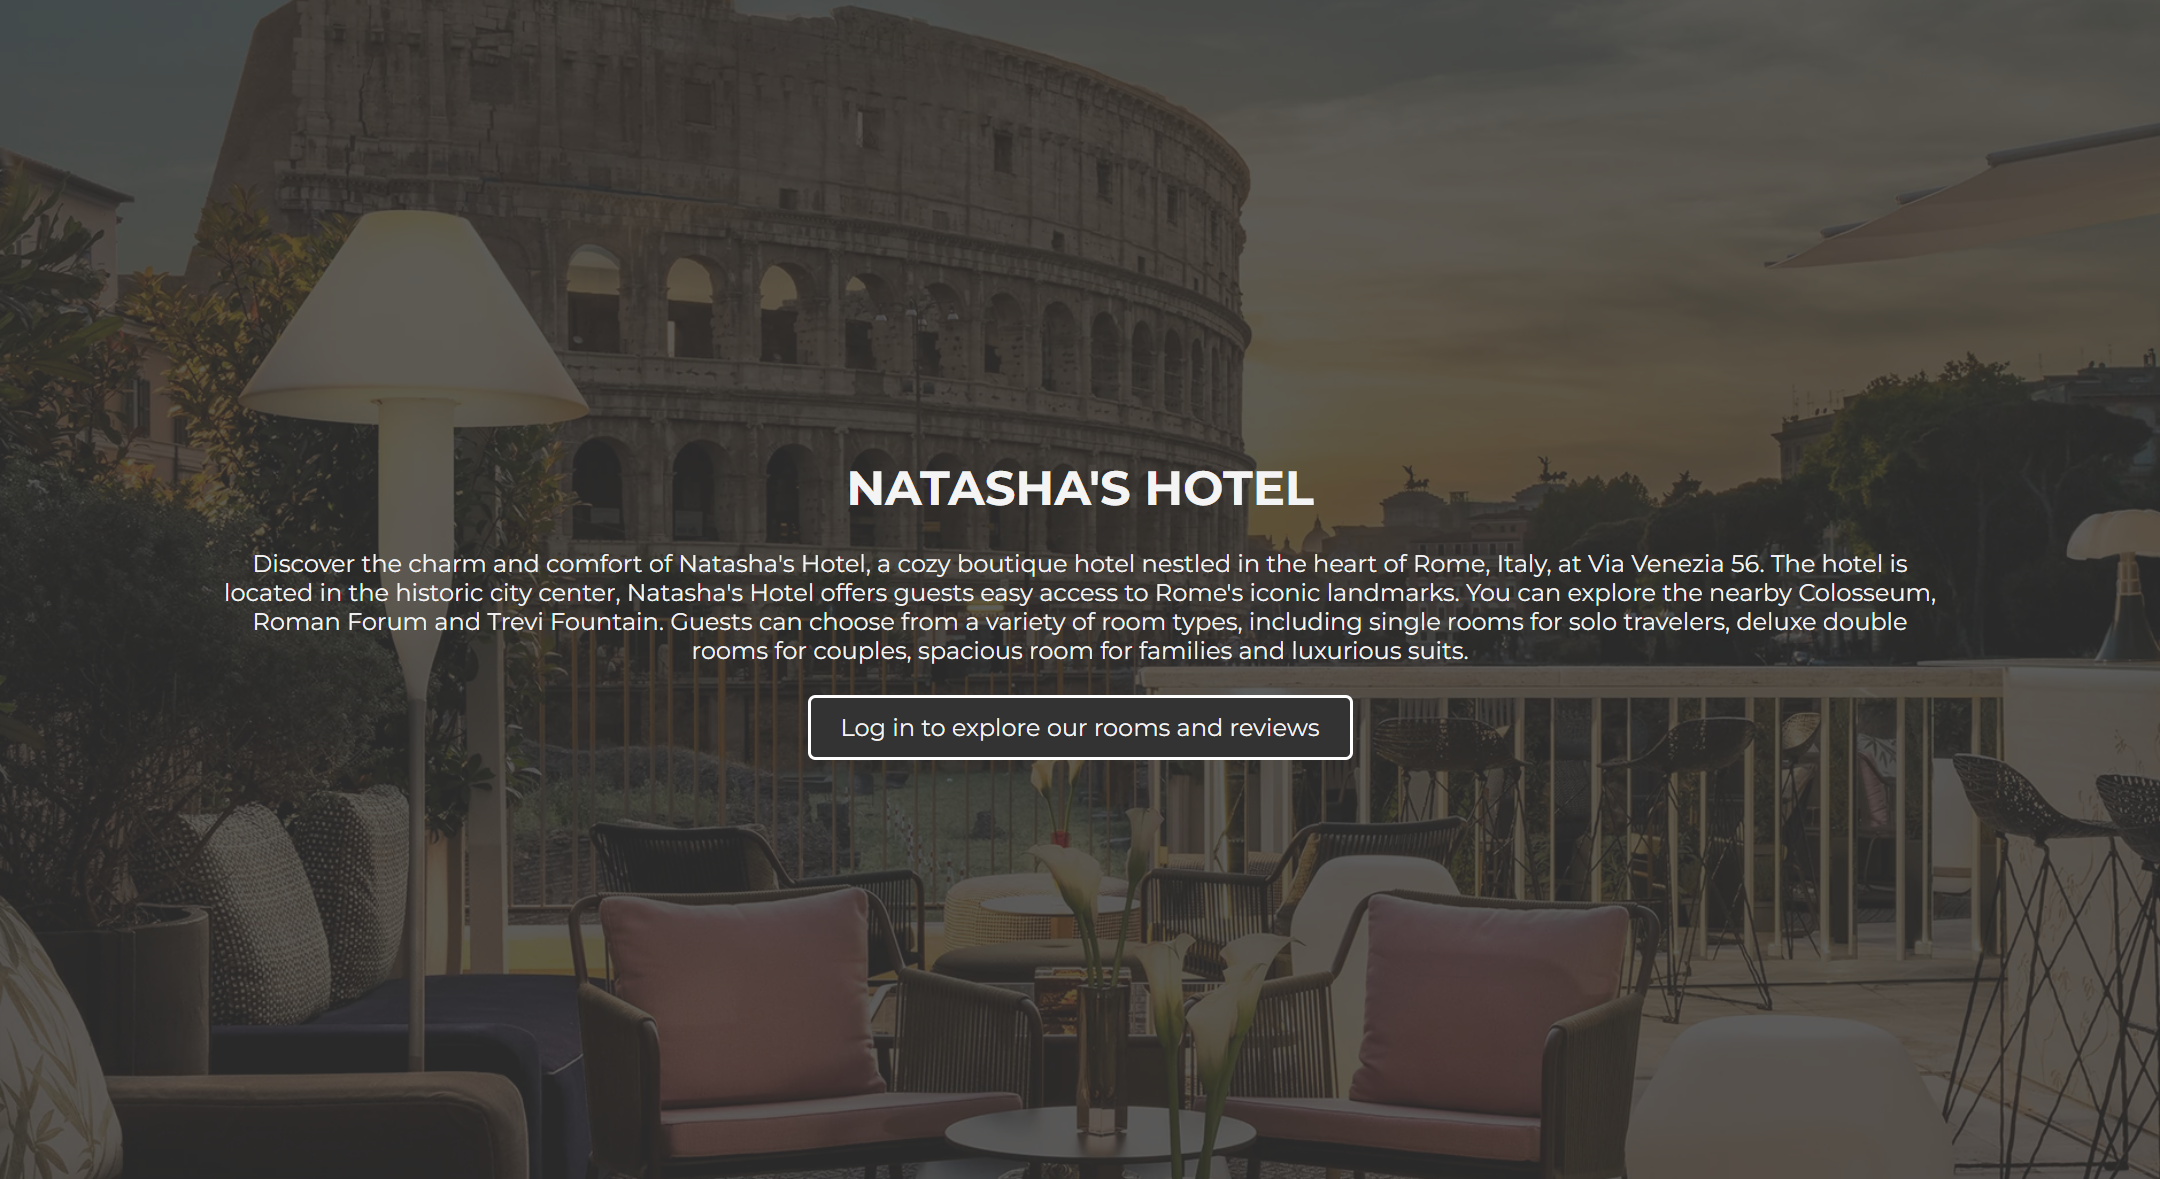 NATASHA'S HOTEL
Discover the charm and comfort of Natasha's Hotel, a cozy boutique hotel nestled in the heart of Rome, Italy, at Via Venezia 56. The hotel is
located in the historic city center, Natasha's Hotel offers guests easy access to Rome's iconic landmarks. You can explore the nearby Colosseum,
Roman Forum and Trevi Fountain. Guests can choose from a variety of room types, including single rooms for solo travelers, deluxe double
rooms for couples, spacious room for families and luxurious suits.
Log in to explore our rooms and reviews